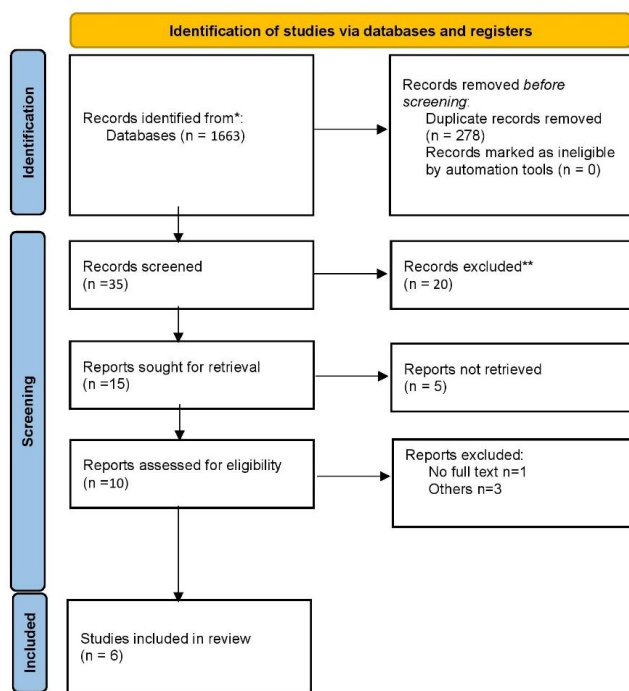 Identification of studies via databases and registers
Identification
Records identified from*:
Databases (n = 1663)
Records removed before
screening:
Duplicate records removed
(n = 278)
Records marked as ineligible
by automation tools (n = 0)
Screening
Records screened
(n =35)
Records excluded**
(n = 20)
Reports sought for retrieval
(n =15)
Reports not retrieved
(n = 5)
Reports assessed for eligibility
(n =10)
Reports excluded:
No full text n=1
Others n=3
Included
Studies included in review
(n = 6)